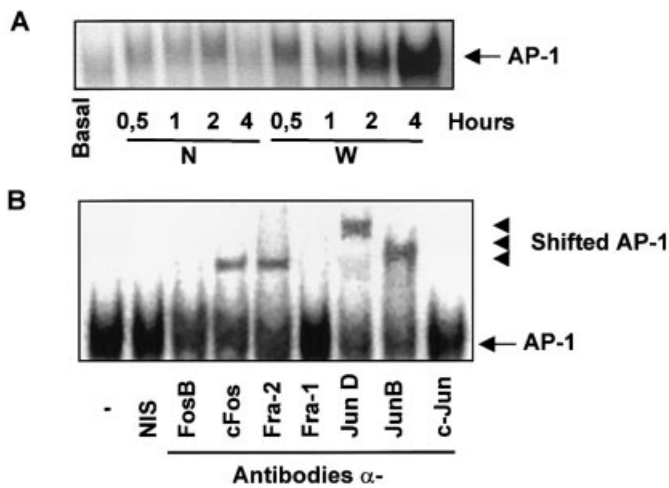 A
AP-1
Basal
0,5 1 2 4 0,5 1 2 4 Hours
N W
B
Shifted AP-1
AP-1
- NIS FosB cFos Fra-2 Fra-1 Jun D JunB c-Jun
Antibodies α-